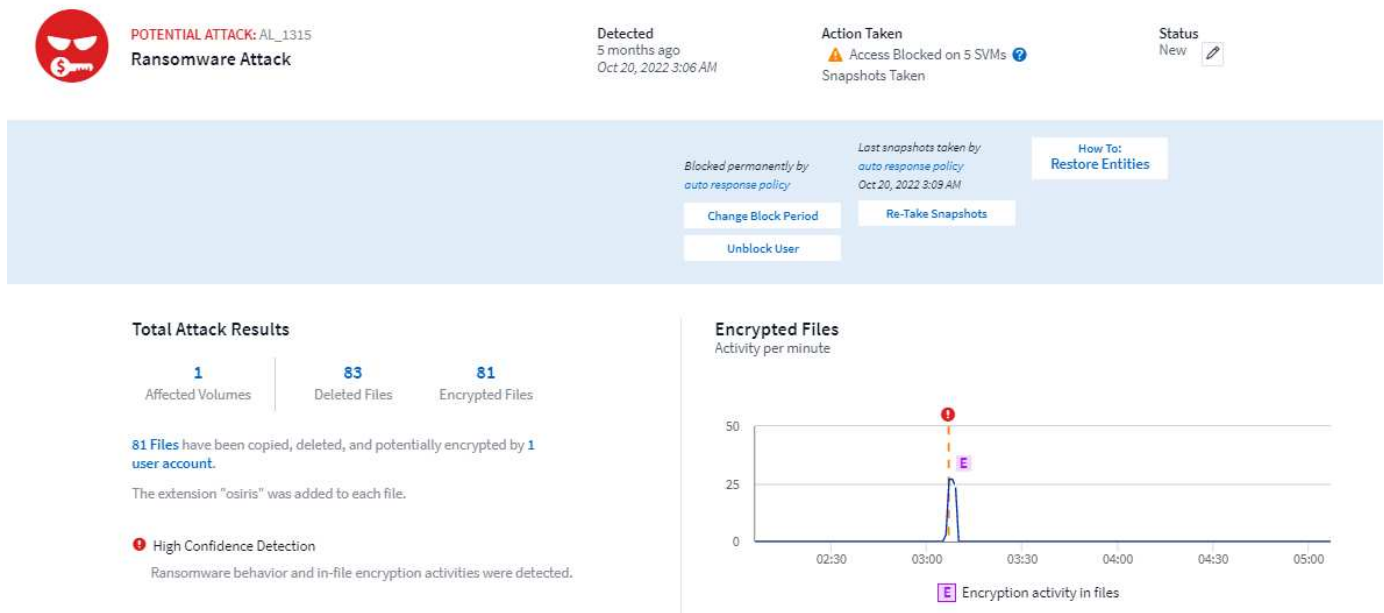 POTENTIAL ATTACK: AL_1315
Ransomware Attack
Detected
5 months ago
Oct 20, 2022 3:06 AM
Action Taken
Access Blocked on 5 SVMs ?
Snapshots Taken
Status
New
Blocked permanently by
auto response policy
Change Block Period
Unblock User
Last snapshots taken by
auto response policy
Oct 20, 2022 3:09 AM
Re-Take Snapshots
How To:
Restore Entities
Total Attack Results
1
Affected Volumes
83
Deleted Files
81
Encrypted Files
81 Files have been copied, deleted, and potentially encrypted by 1
user account.
The extension "osiris" was added to each file.
High Confidence Detection
Ransomware behavior and in-file encryption activities were detected.
Encrypted Files
Activity per minute
50
25
0
E
02:30
03:00
03:30
04:00
04:30
05:00
E Encryption activity in files